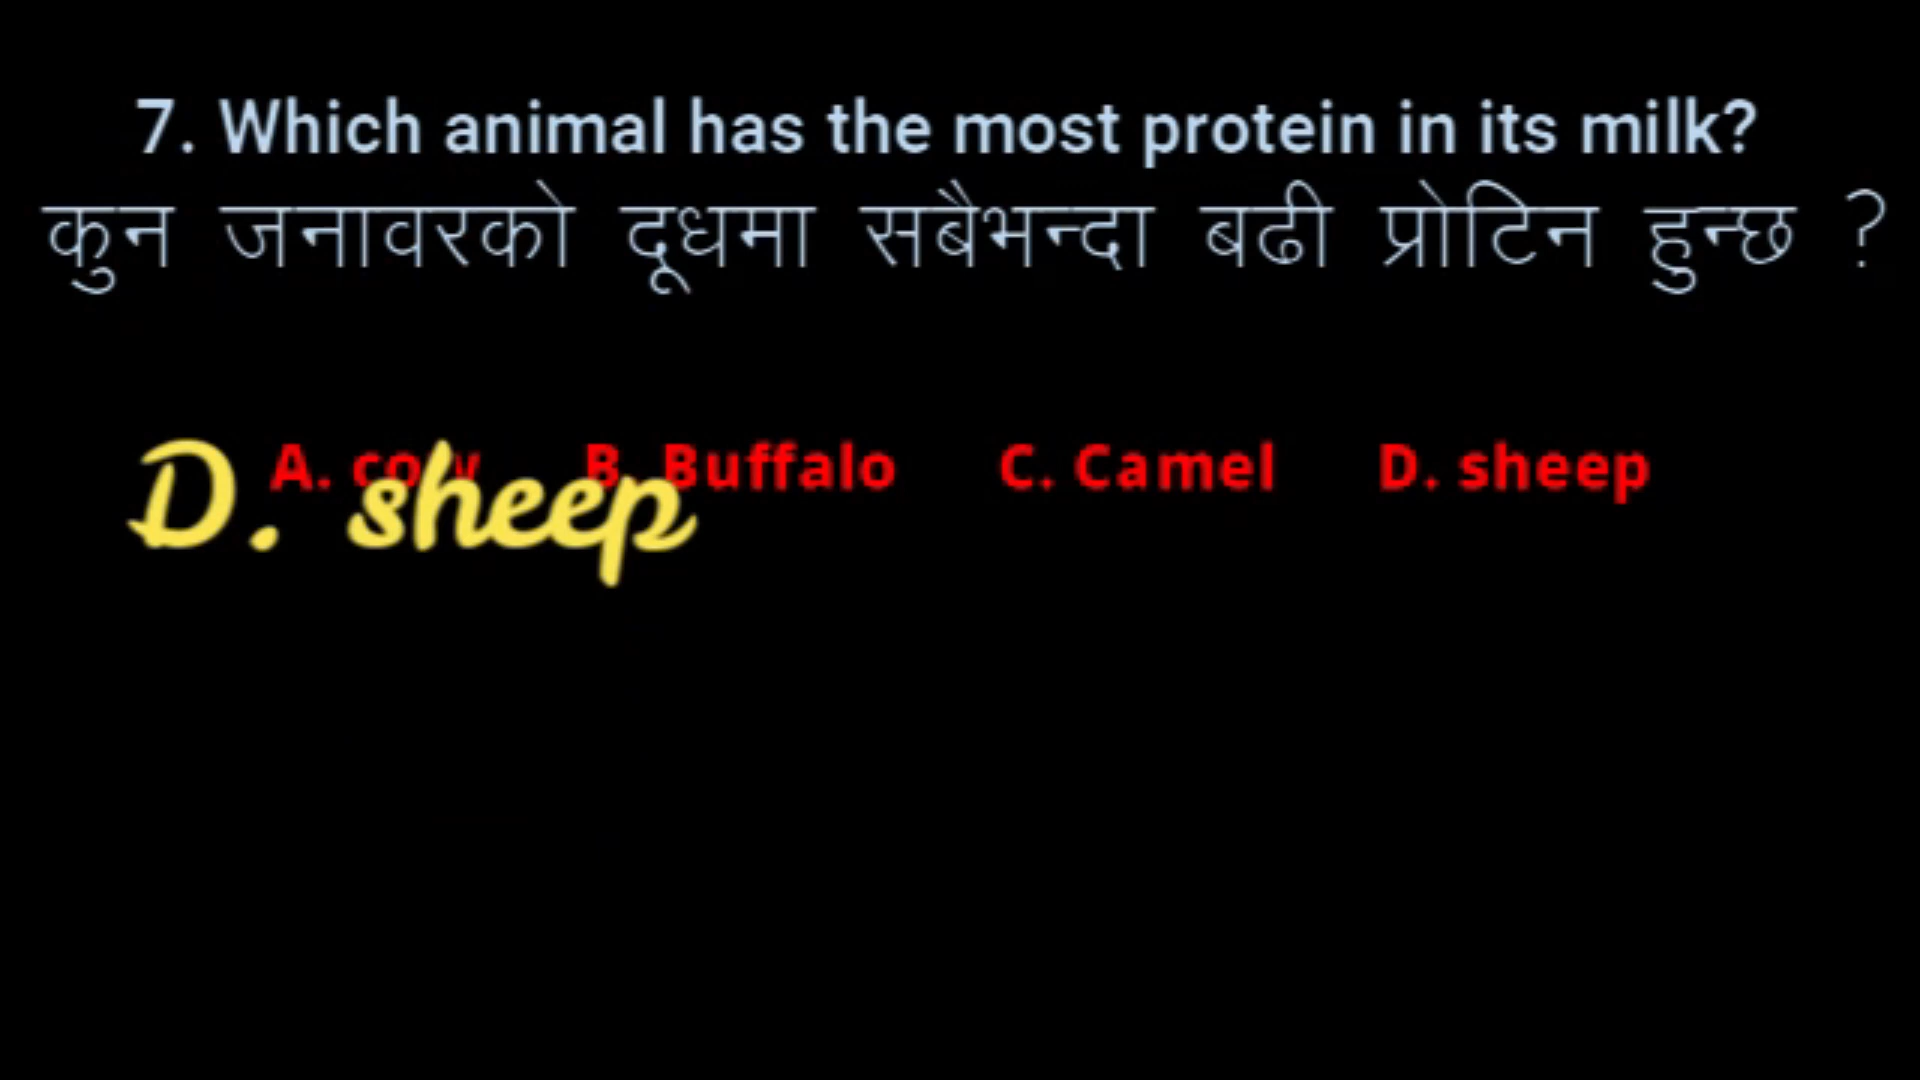 7. Which animal has the most protein in its milk?
कुन जनावरको दूधमा सबैभन्दा बढी प्रोटिन हुन्छ ?
A. cow B. Buffalo C. Camel D. sheep
D. sheep